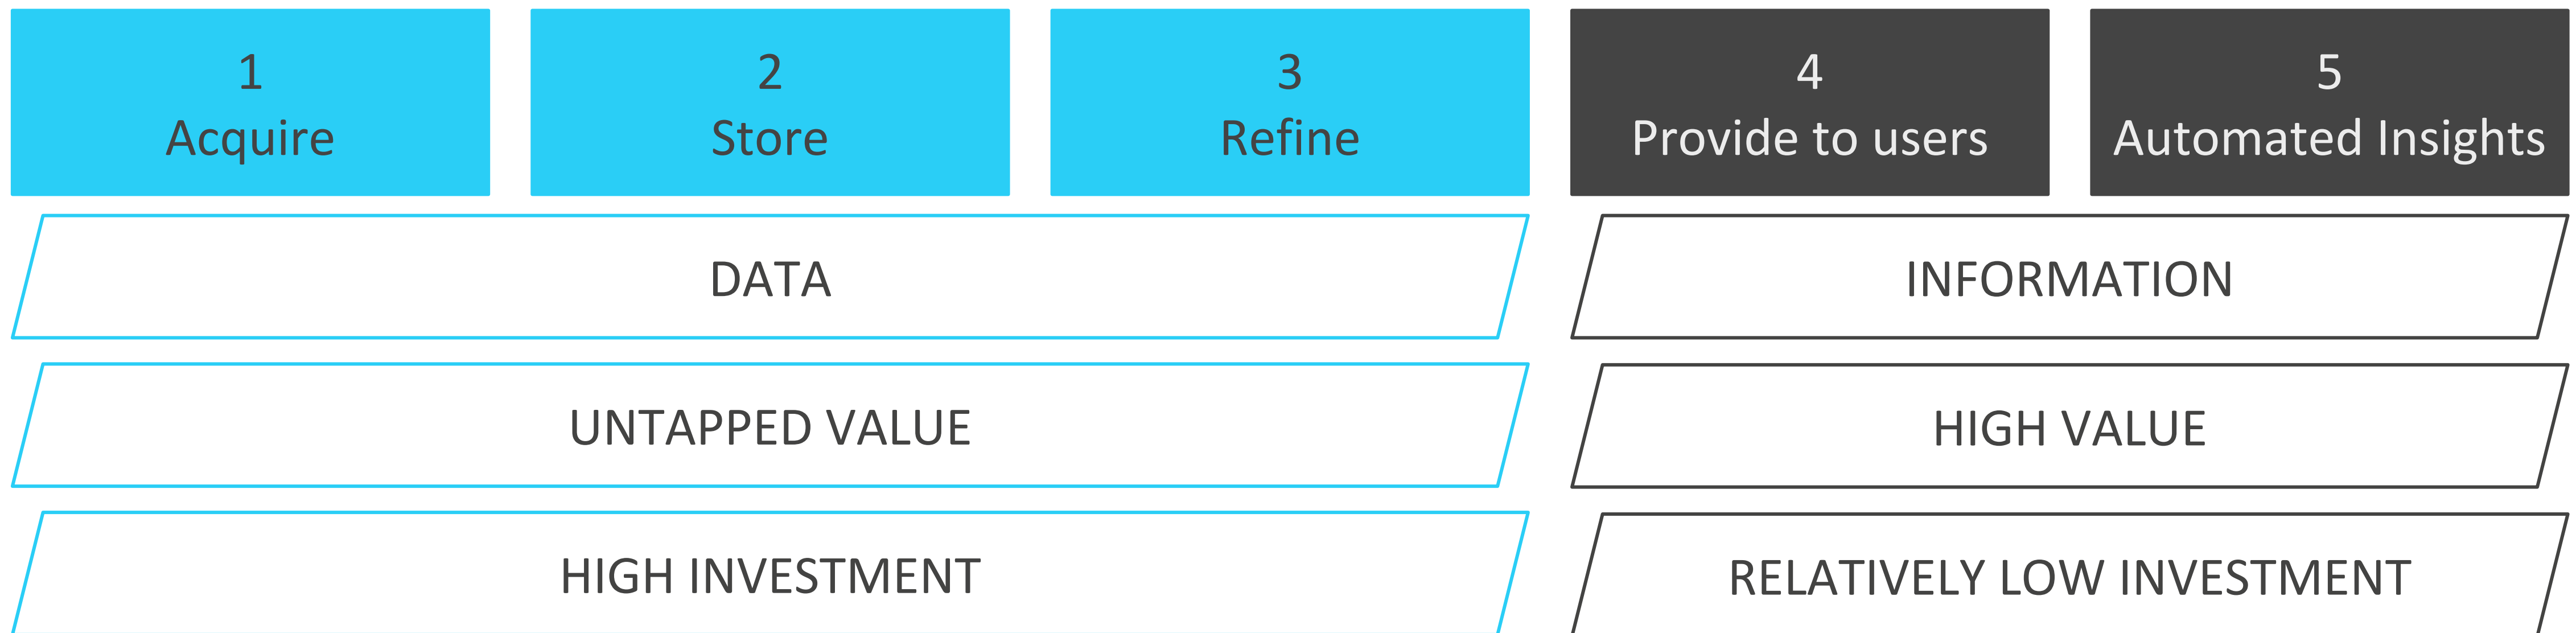 1
Acquire
2
Store
3
Refine
4
Provide to users
5
Automated Insights
DATA
INFORMATION
UNTAPPED VALUE
HIGH VALUE
HIGH INVESTMENT
RELATIVELY LOW INVESTMENT